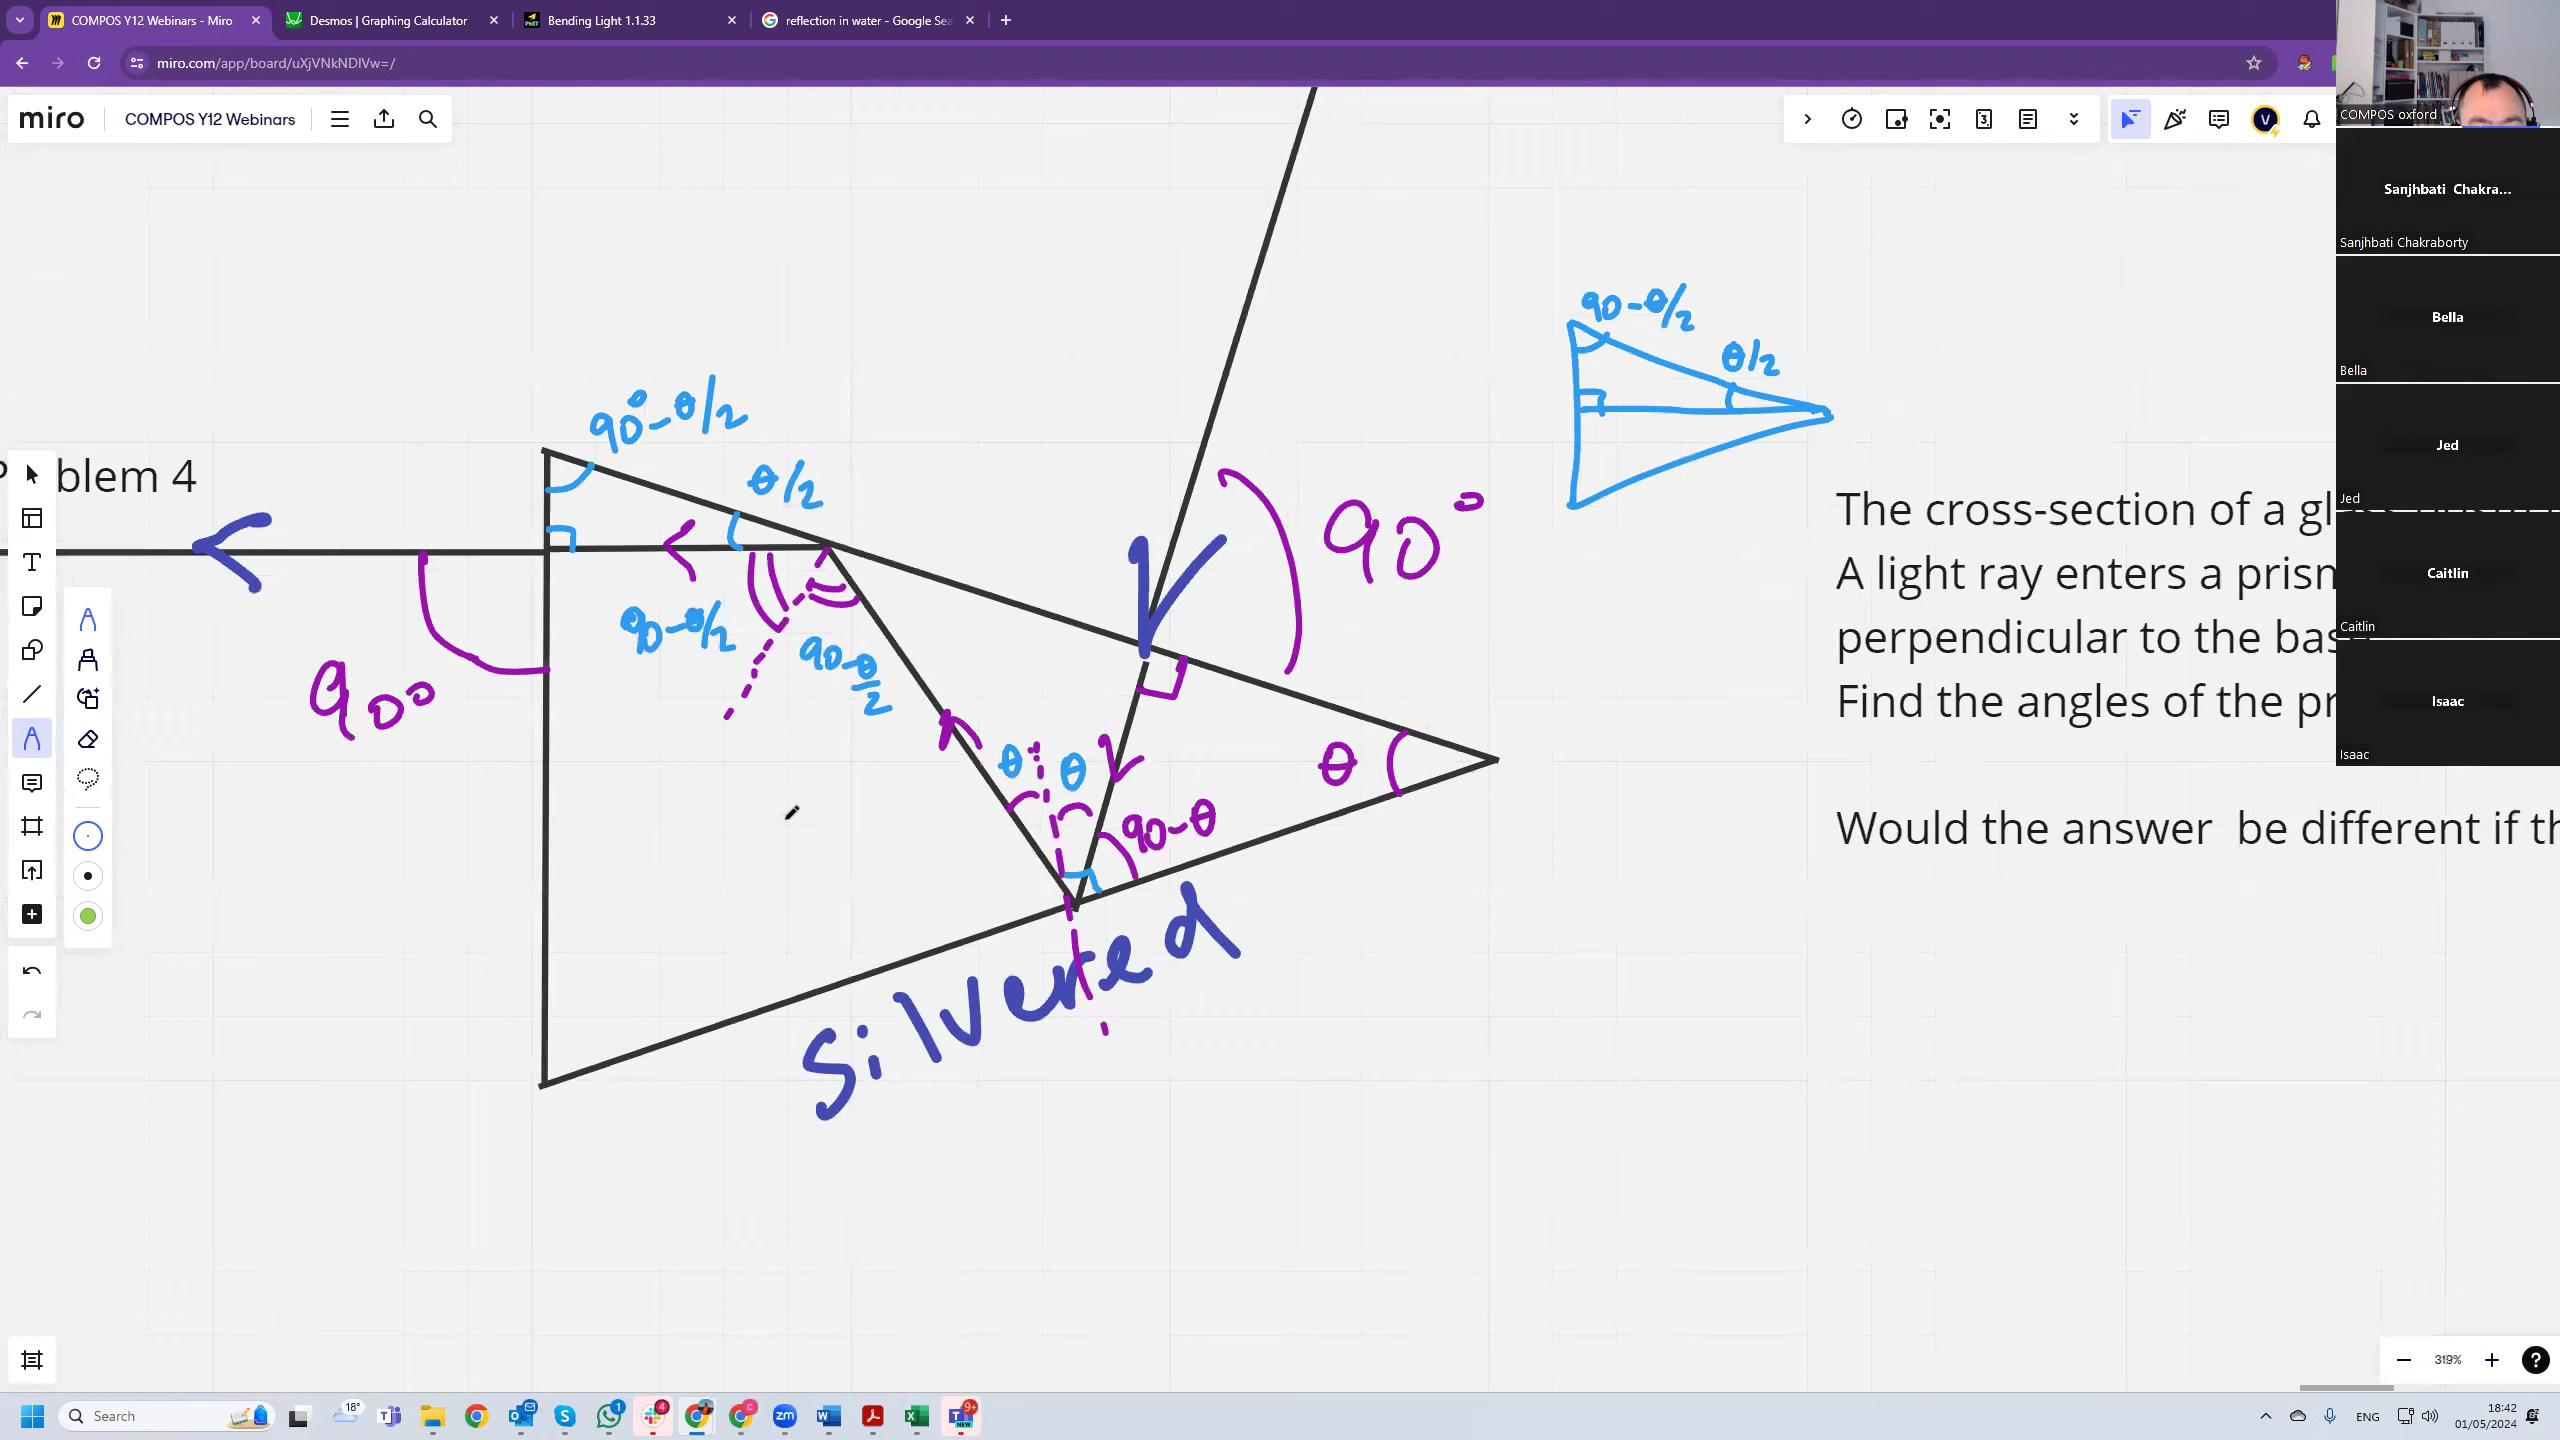 COMPOS Y12 Webinars - Miro
Desmos | Graphing Calculator
Bending Light 1.1.33
reflection in water - Google Sea
miro.com/app/board/uXjVNkNDIVw=/
miro
COMPOS Y12 Webinars
V
COMPOS oxford
Sanjhbati Chakra...
Sanjhbati Chakraborty
Bella
Bella
Jed
Jed
Caitlin
Caitlin
Isaac
Isaac
blem 4
90°-θ/2
θ/2
90-θ/2
90-θ/2
90°
θ
θ
90-θ
θ
90°
Silvered
90-θ/2
θ/2
The cross-section of a gl
A light ray enters a prism
perpendicular to the bas
Find the angles of the pr
Would the answer be different if th
319%
Search
18°
1
4
9+
ENG
18:42
01/05/2024